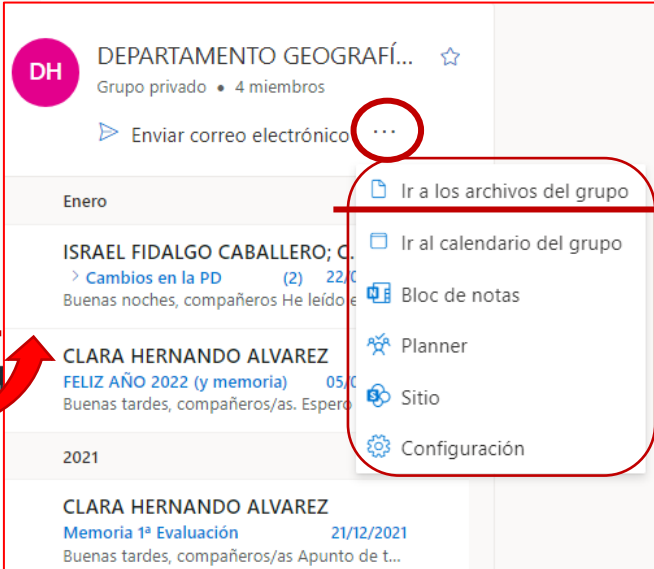 DH
DEPARTAMENTO GEOGRAFÍ...
Grupo privado • 4 miembros
Enviar correo electrónico ...
Ir a los archivos del grupo
Ir al calendario del grupo
Bloc de notas
Planner
Sitio
Configuración
Enero
ISRAEL FIDALGO CABALLERO; C.
> Cambios en la PD (2) 22/0
Buenas noches, compañeros He leído e
CLARA HERNANDO ALVAREZ
FELIZ AÑO 2022 (y memoria) 05/0
Buenas tardes, compañeros/as. Espero
2021
CLARA HERNANDO ALVAREZ
Memoria 1ª Evaluación 21/12/2021
Buenas tardes, compañeros/as Apunto de t...